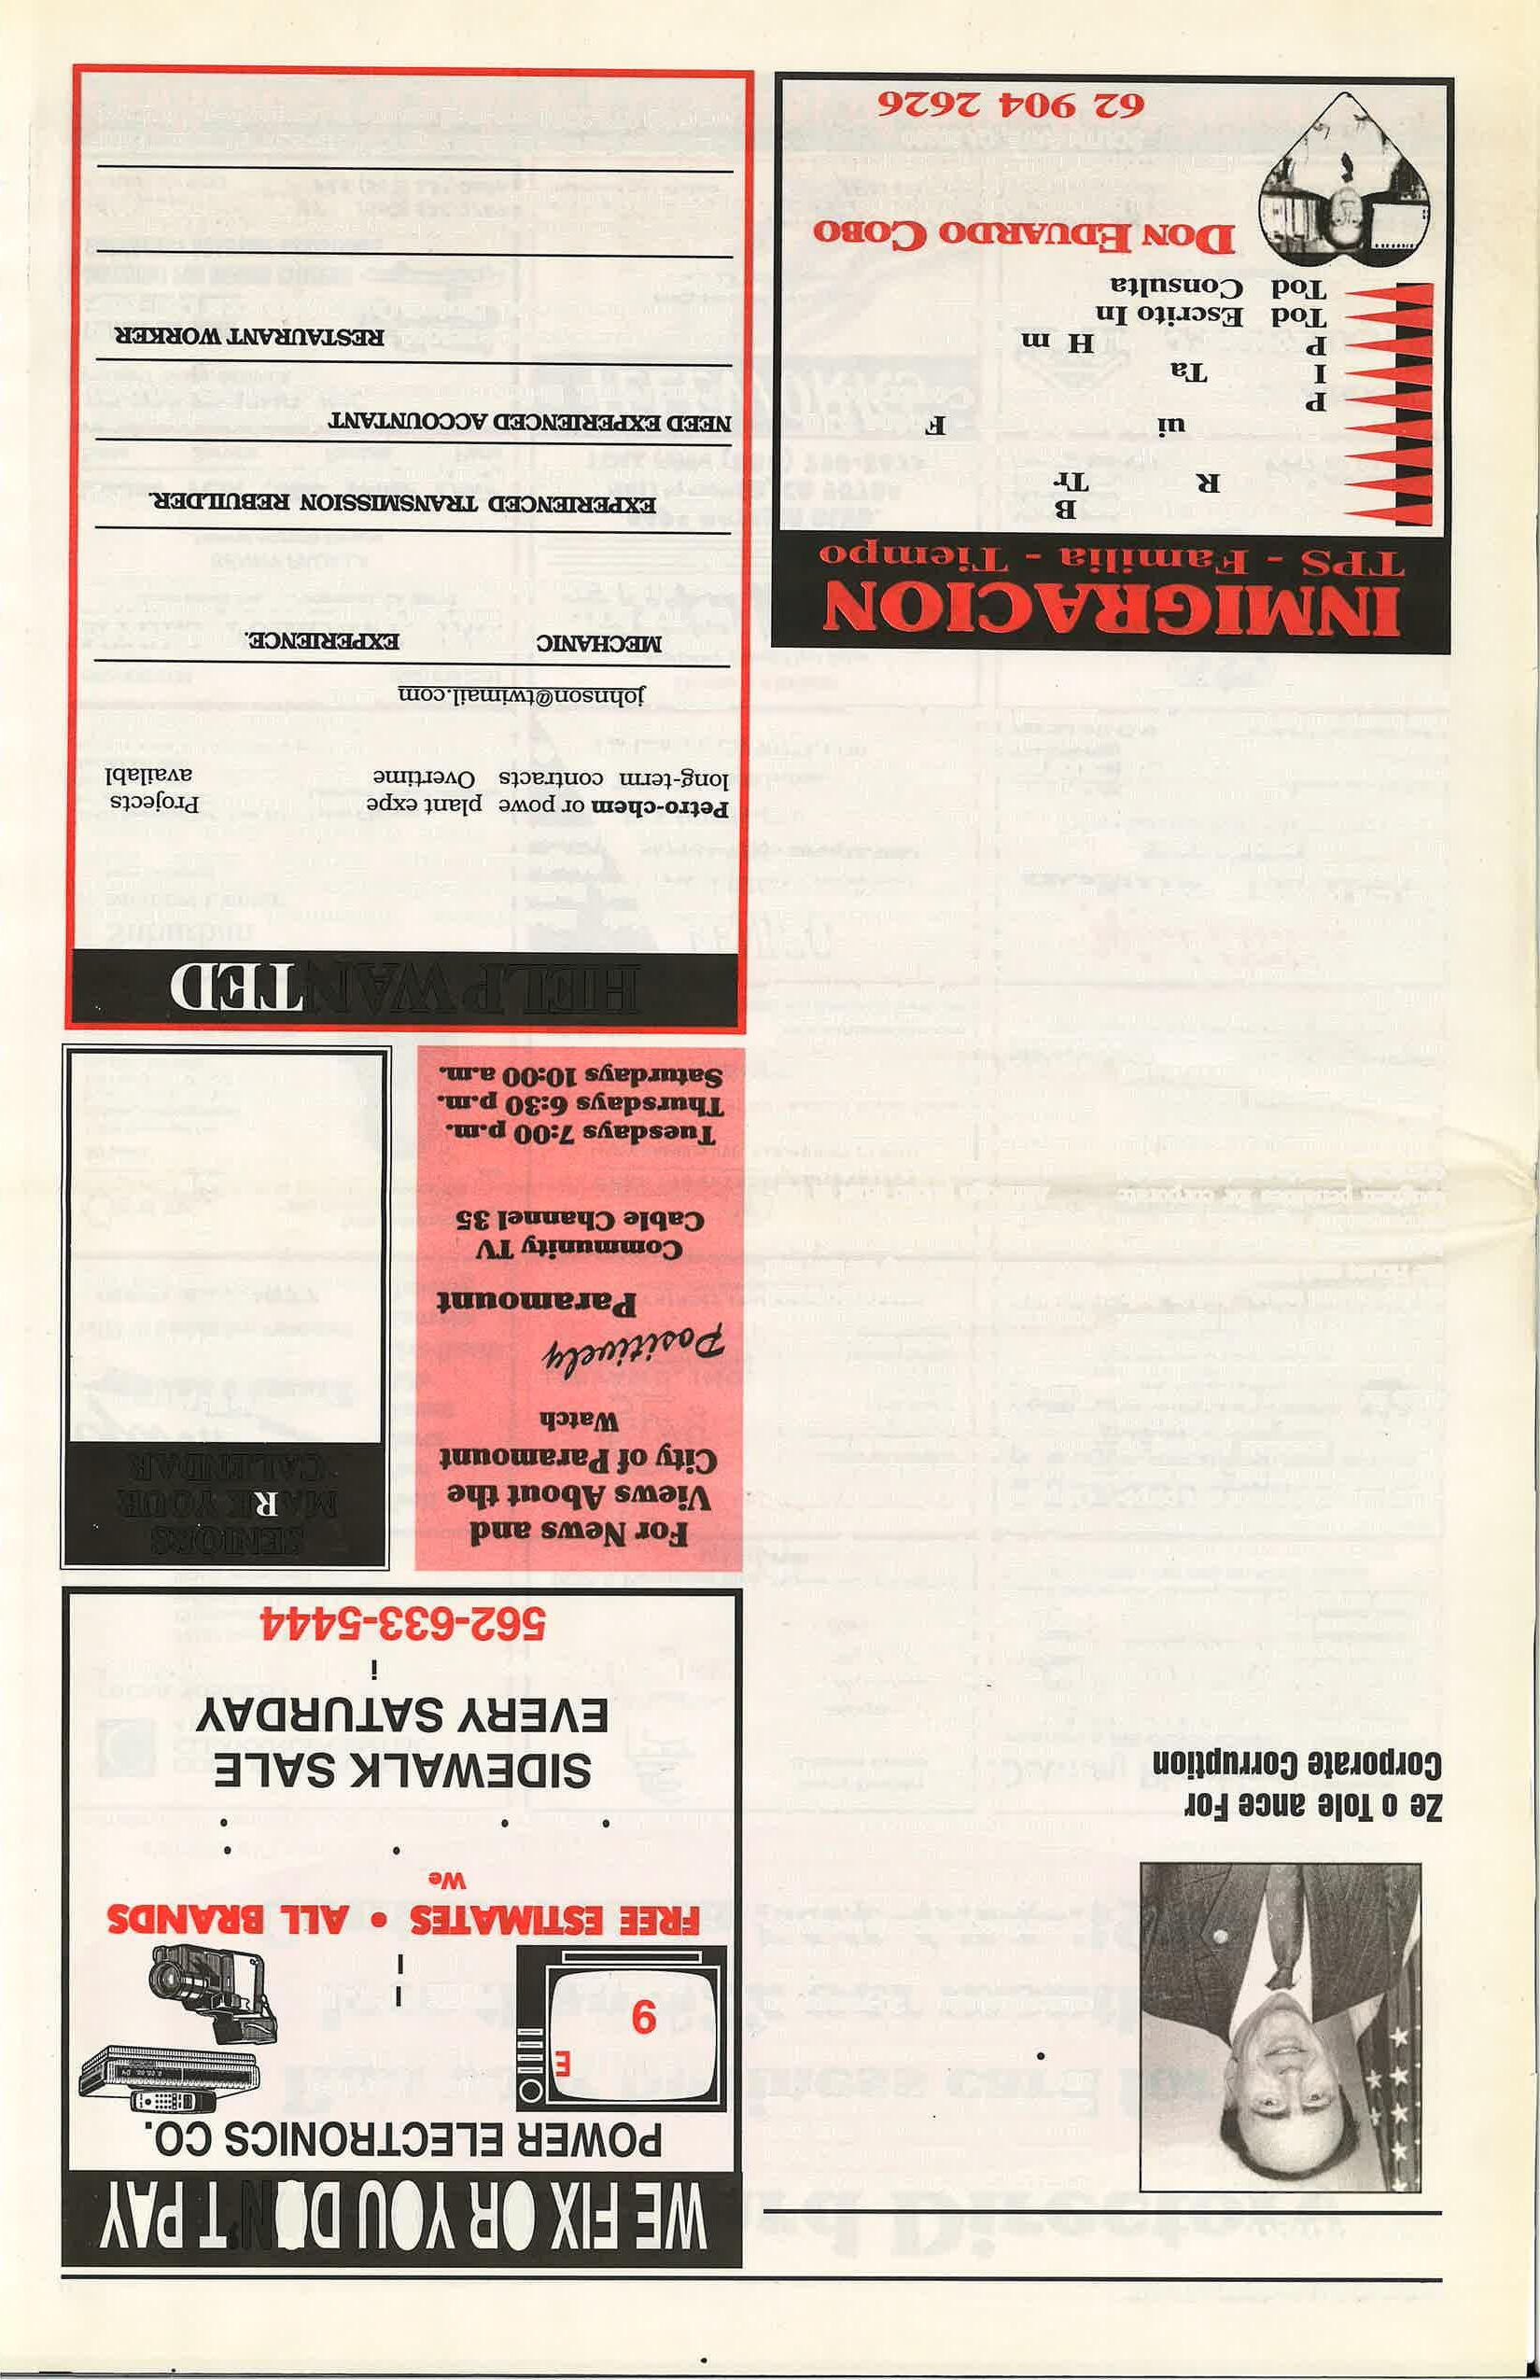 Ze o Tole ance For
Corporate Corruption
INMIGRACION
TPS - Familia - Tiempo
B
R Tr
ui F
P
I Ta
P H m
Tod Escrito In
Tod Consulta
DON EDUARDO COBO
62 904 2626
WE FIX OR YOU DON'T PAY
POWER ELECTRONICS CO.
E
9
FREE ESTIMATES • ALL BRANDS
We
SIDEWALK SALE
EVERY SATURDAY
562-633-5444
For News and
Views About the
City of Paramount
Watch
Positively
Paramount
Community TV
Cable Channel 35
Tuesdays 7:00 p.m.
Thursdays 6:30 p.m.
Saturdays 10:00 a.m.
SENIORS
MARK YOUR
CALENDAR
HELP WANTED
Petro-chem or powe plant expe Projects
long-term contracts Overtime availabl
johnson@twimail.com
MECHANIC EXPERIENCE.
EXPERIENCED TRANSMISSION REBUILDER.
NEED EXPERIENCED ACCOUNTANT
RESTAURANT WORKER